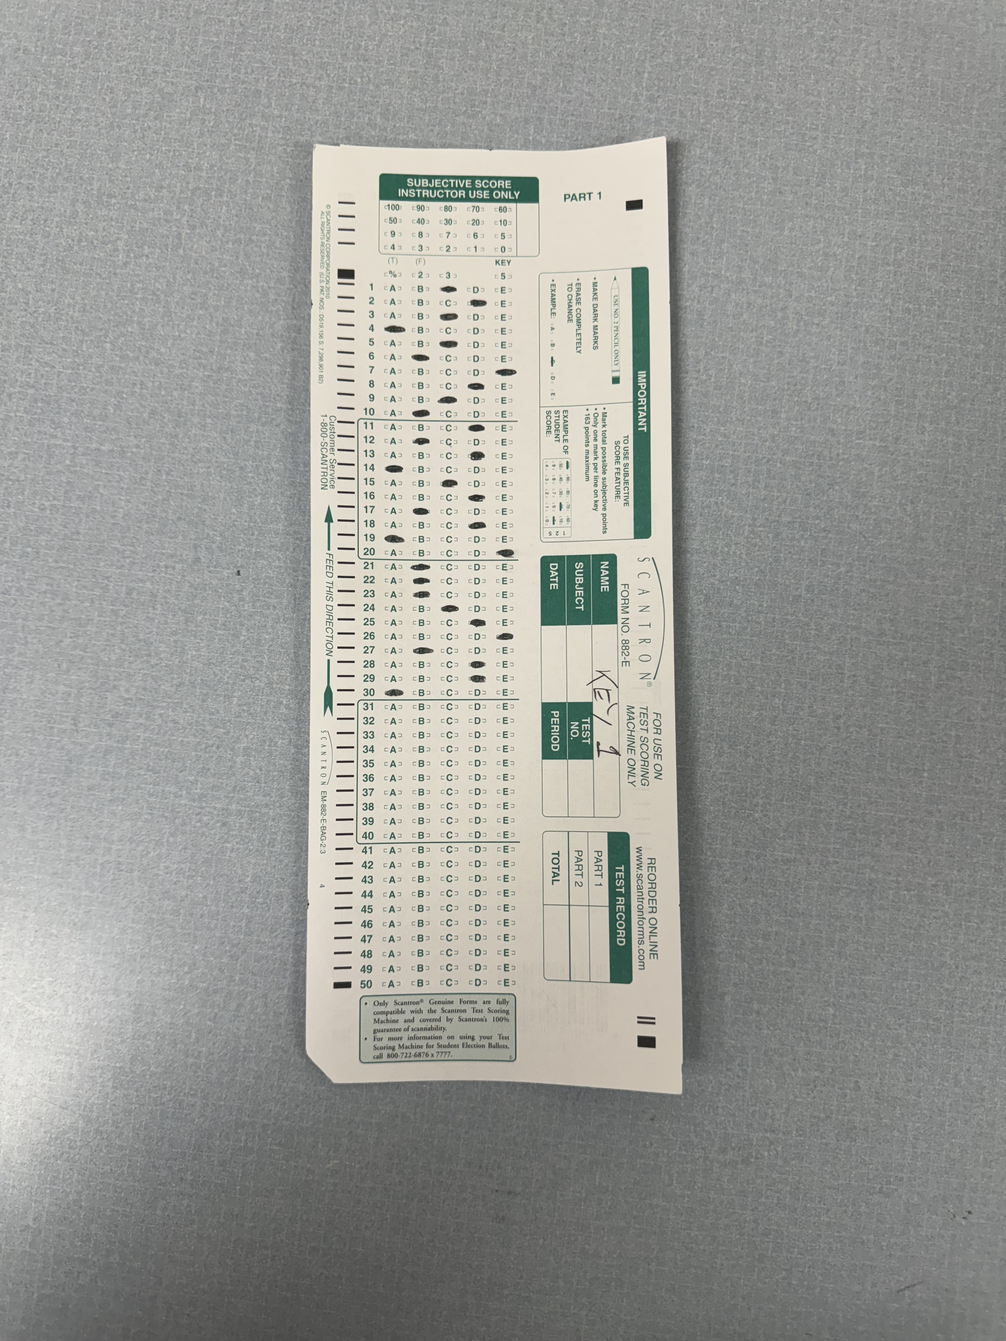 SUBJECTIVE SCORE
INSTRUCTOR USE ONLY
100 90 80 70 60
50 40 30 20 10
9 8 7 6 5
4 3 2 1 0
(T) (F) KEY
% 2 3 5
1 A B D E
2 A B C E
3 A B D E
4 B C D E
5 A B D E
6 A C D E
7 A B C D
8 A B C E
9 A B D E
10 A C D E
11 A B C E
12 A C D E
13 A B C E
14 B C D E
15 A B D E
16 A B C E
17 A C D E
18 A B C E
19 B C D E
20 A B C D
21 A C D E
22 A C D E
23 A C D E
24 A B D E
25 A B C E
26 A B C D
27 A C D E
28 A B C E
29 A B C E
30 B C D E
31 A B C D E
32 A B C D E
33 A B C D E
34 A B C D E
35 A B C D E
36 A B C D E
37 A B C D E
38 A B C D E
39 A B C D E
40 A B C D E
41 A B C D E
42 A B C D E
43 A B C D E
44 A B C D E
45 A B C D E
46 A B C D E
47 A B C D E
48 A B C D E
49 A B C D E
50 A B C D E
• Only Scantron® Genuine Forms are fully
compatible with the Scantron Test Scoring
Machine and covered by Scantron's 100%
guarantee of scannability.
• For more information on using your Test
Scoring Machine for Student Election Ballots,
call 800-722-6876 x 7777.
PART 1
IMPORTANT
USE NO. 2 PENCIL ONLY
• MAKE DARK MARKS
• ERASE COMPLETELY
TO CHANGE
• EXAMPLE: A B D E
TO USE SUBJECTIVE
SCORE FEATURE:
• Mark total possible subjective points
• Only one mark per line on key
• 163 points maximum
EXAMPLE OF
STUDENT
SCORE:
SCANTRON®
FORM NO. 882-E
FOR USE ON
TEST SCORING
MACHINE ONLY
REORDER ONLINE
www.scantronforms.com
NAME KEY 1
SUBJECT
TEST
NO.
DATE
PERIOD
TEST RECORD
PART 1
PART 2
TOTAL
© SCANTRON CORPORATION 2010
ALL RIGHTS RESERVED.
Customer Service
1-800-SCANTRON
FEED THIS DIRECTION
SCANTRON EM-882-E-BAG-2:3
4